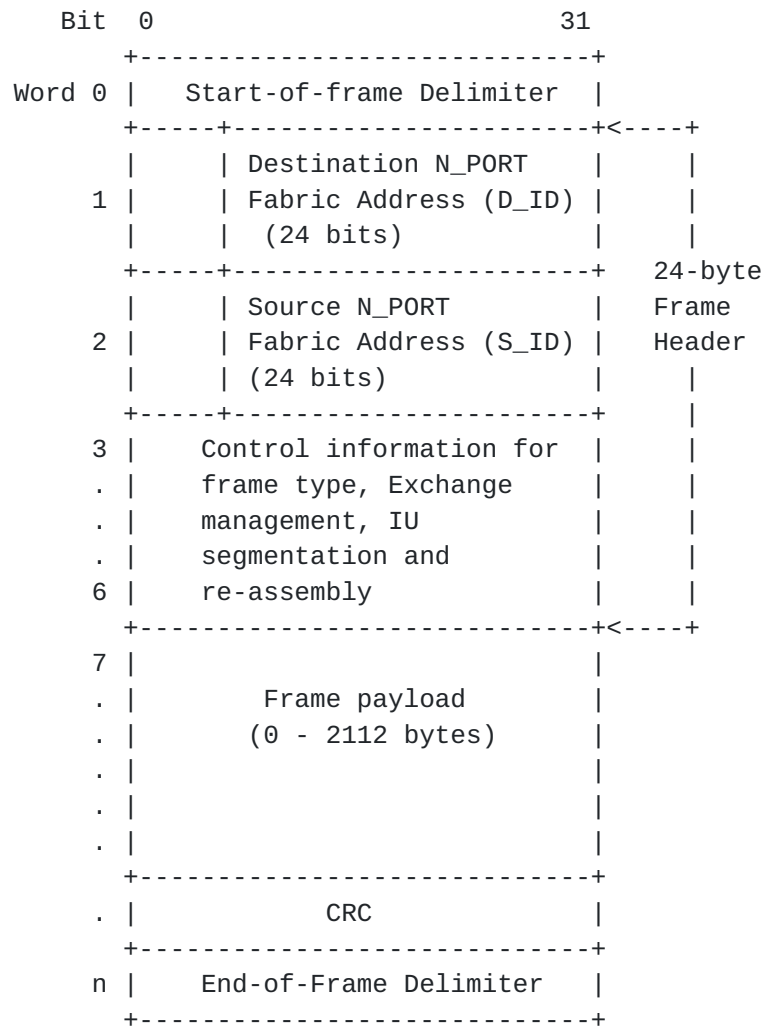 Bit  0                          31
       +-----------------------------+
Word 0 |   Start-of-frame Delimiter  |
       +-----+-----------------------+<----+
       |     | Destination N_PORT    |     |
     1 |     | Fabric Address (D_ID) |     |
       |     |  (24 bits)            |     |
       +-----+-----------------------+   24-byte
       |     | Source N_PORT         |   Frame
     2 |     | Fabric Address (S_ID) |   Header
       |     | (24 bits)             |     |
       +-----+-----------------------+     |
     3 |    Control information for  |     |
     . |    frame type, Exchange     |     |
     . |    management, IU           |     |
     . |    segmentation and         |     |
     6 |    re-assembly              |     |
       +-----------------------------+<----+
     7 |                             |
     . |        Frame payload        |
     . |       (0 - 2112 bytes)      |
     . |                             |
     . |                             |
     . |                             |
       +-----------------------------+
     . |            CRC              |
       +-----------------------------+
     n |    End-of-Frame Delimiter   |
       +-----------------------------+